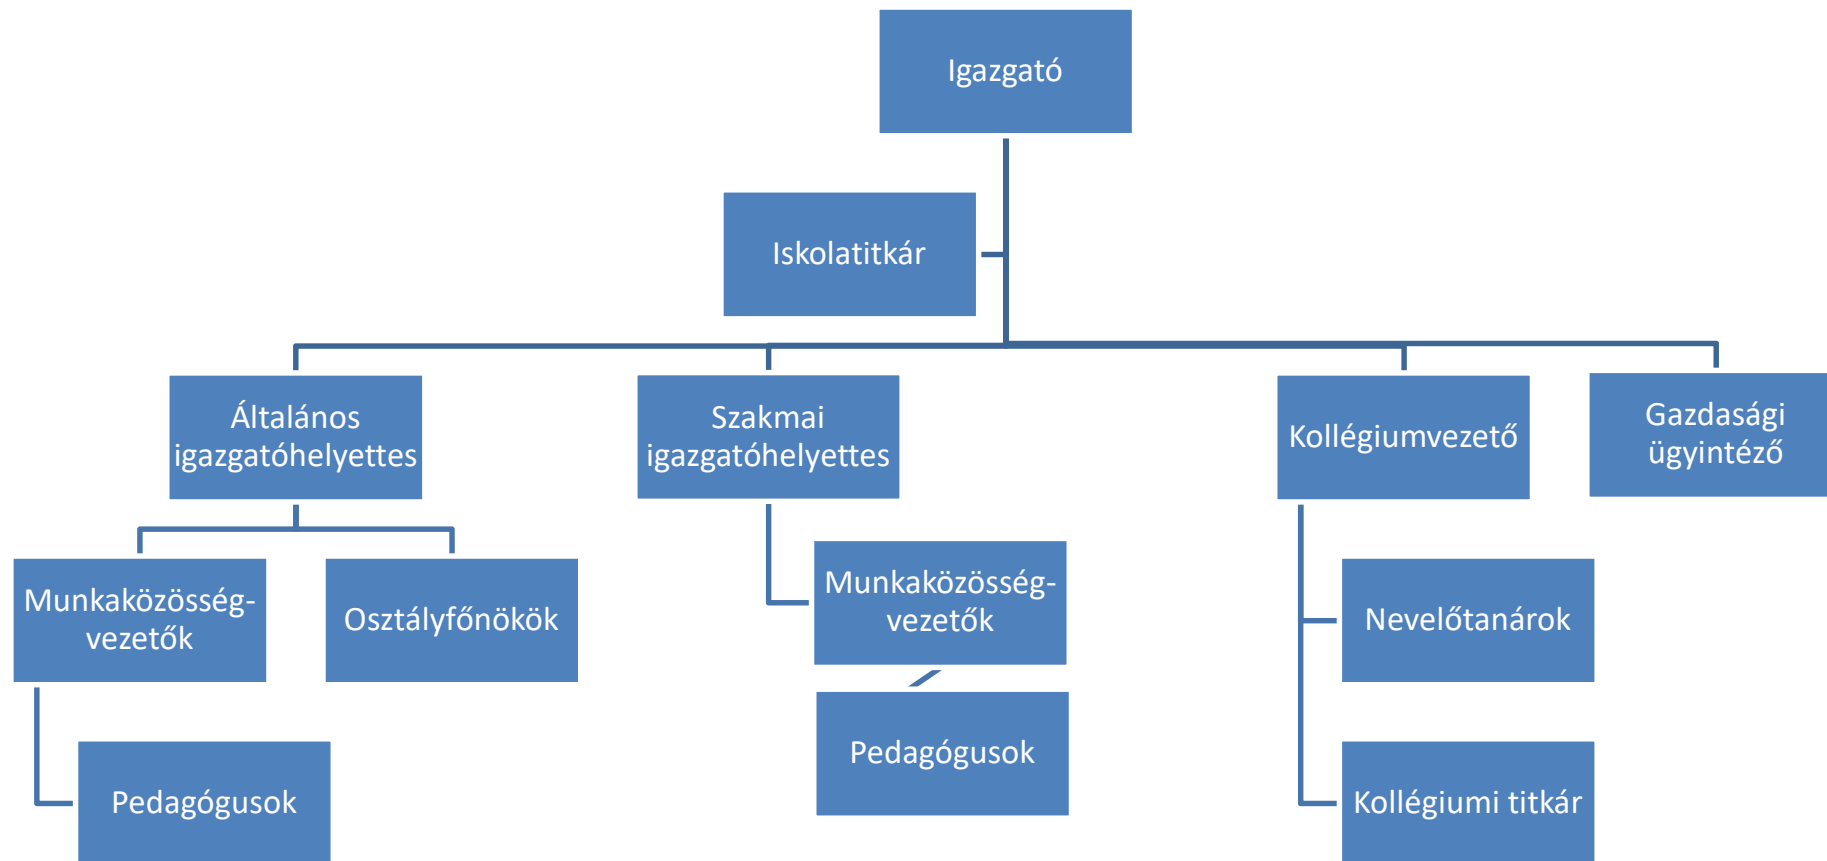 Igazgató
Iskolatitkár
Általános
igazgatóhelyettes
Szakmai
igazgatóhelyettes
Kollégiumvezető
Gazdasági
ügyintéző
Munkaközösség-
vezetők
Osztályfőnökök
Munkaközösség-
vezetők
Nevelőtanárok
Pedagógusok
Pedagógusok
Kollégiumi titkár